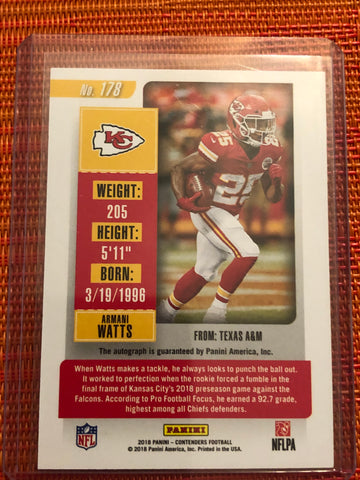 No. 178
KC
WEIGHT:
205
HEIGHT:
5'11"
BORN:
3/19/1996
ARMANI
WATTS
25
FROM: TEXAS A&M
The autograph is guaranteed by Panini America, Inc.
When Watts makes a tackle, he always looks to punch the ball out.
It worked to perfection when the rookie forced a fumble in the
final frame of Kansas City's 2018 preseason game against the
Falcons. According to Pro Football Focus, he earned a 92.7 grade,
highest among all Chiefs defenders.
NFL
PANINI
NFLPA
2018 PANINI – CONTENDERS FOOTBALL
© 2018 Panini America, Inc. Printed in the USA.